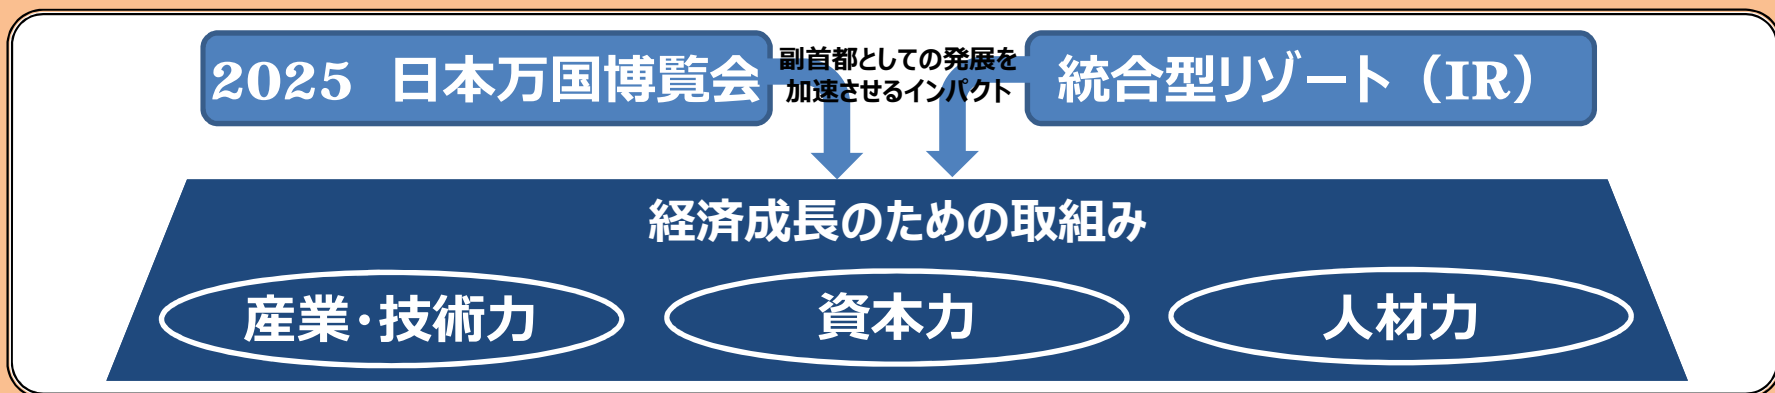 2025 日本万国博覧会
副首都としての発展を
加速させるインパクト
統合型リゾート（IR）
経済成長のための取組み
産業・技術力
資本力
人材力